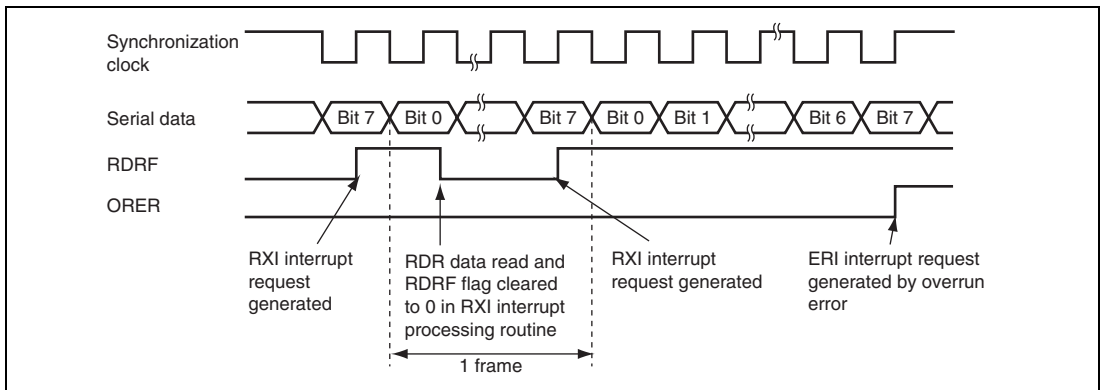 Synchronization
clock
Serial data
Bit 7
Bit 0
Bit 7
Bit 0
Bit 1
Bit 6
Bit 7
RDRF
ORER
RXI interrupt
request
generated
RDR data read and
RDRF flag cleared
to 0 in RXI interrupt
processing routine
RXI interrupt
request generated
ERI interrupt request
generated by overrun
error
1 frame